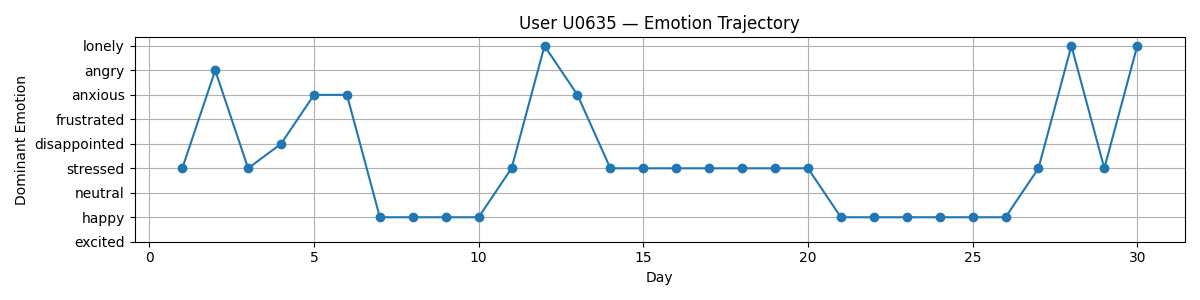 User U0635 — Emotion Trajectory
Dominant Emotion
lonely
angry
anxious
frustrated
disappointed
stressed
neutral
happy
excited
0 5 10 15 20 25 30
Day